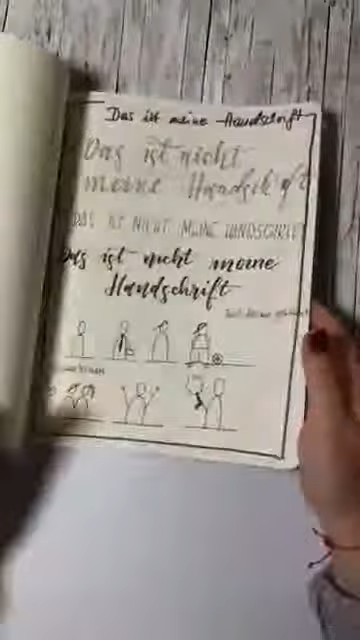 Das ist meine Handschrift
Das ist nicht
meine Handschrift
DAS IST NICHT MEINE HANDSCHRIFT
Das ist nicht meine
Handschrift